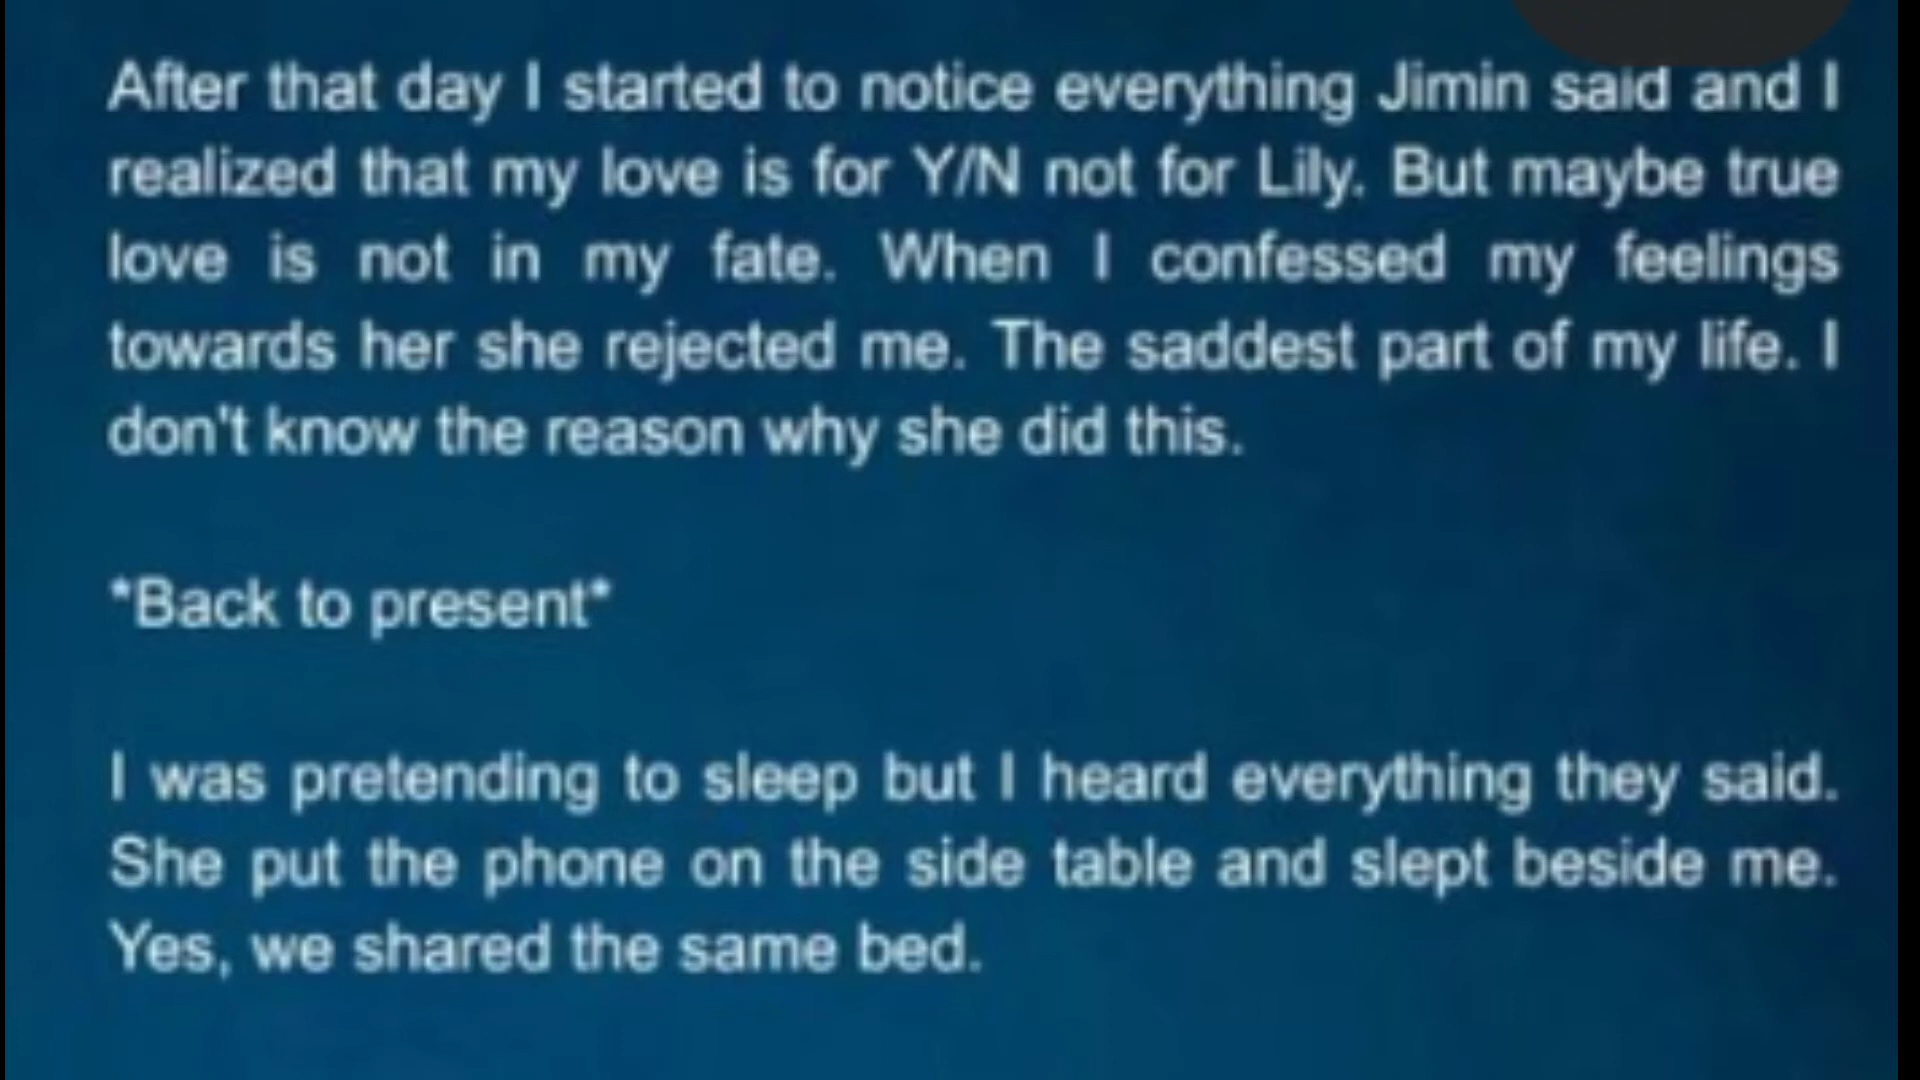 After that day I started to notice everything Jimin said and I
realized that my love is for Y/N not for Lily. But maybe true
love is not in my fate. When I confessed my feelings
towards her she rejected me. The saddest part of my life. I
don't know the reason why she did this.
*Back to present*
I was pretending to sleep but I heard everything they said.
She put the phone on the side table and slept beside me.
Yes, we shared the same bed.